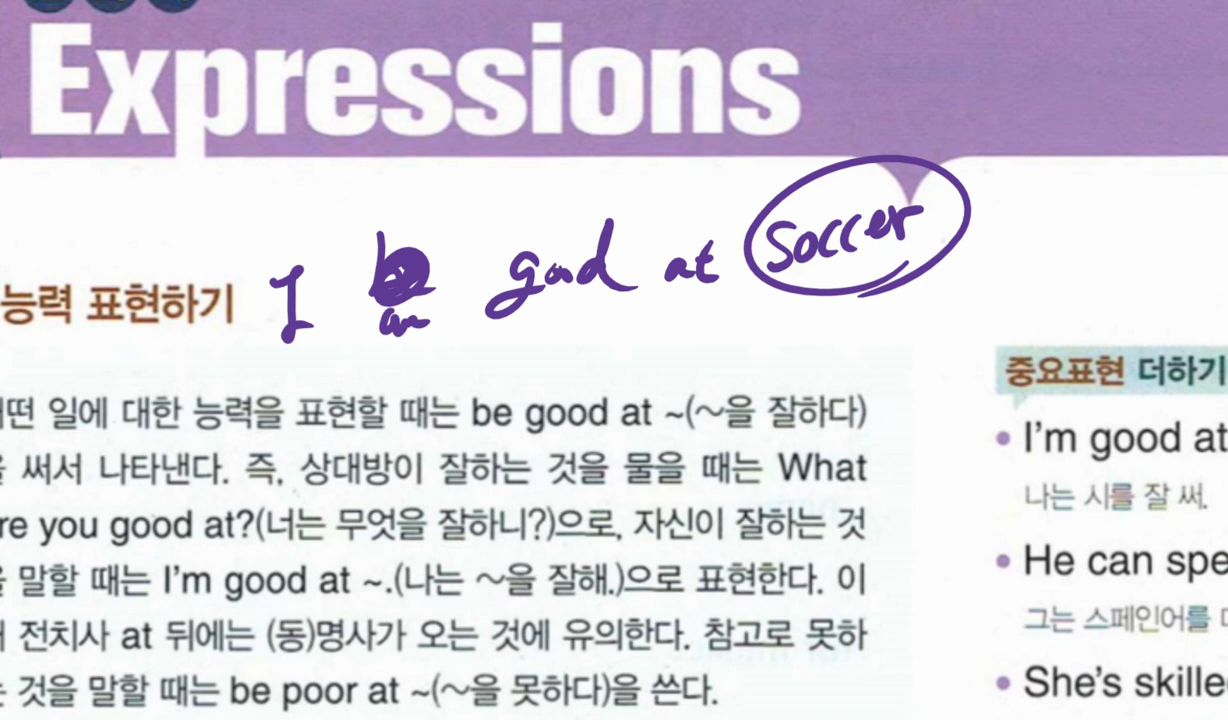 Expressions
I am good at Soccer
능력 표현하기
떤 일에 대한 능력을 표현할 때는 be good at ~(~을 잘하다)
써서 나타낸다. 즉, 상대방이 잘하는 것을 물을 때는 What
re you good at?(너는 무엇을 잘하니?)으로, 자신이 잘하는 것
말할 때는 I'm good at ~.(나는 ~을 잘해.)으로 표현한다. 이
전치사 at 뒤에는 (동)명사가 오는 것에 유의한다. 참고로 못하
것을 말할 때는 be poor at ~(~을 못하다)을 쓴다.
중요표현 더하기
• I'm good at
나는 시를 잘 써.
• He can spe
그는 스페인어를
• She's skille